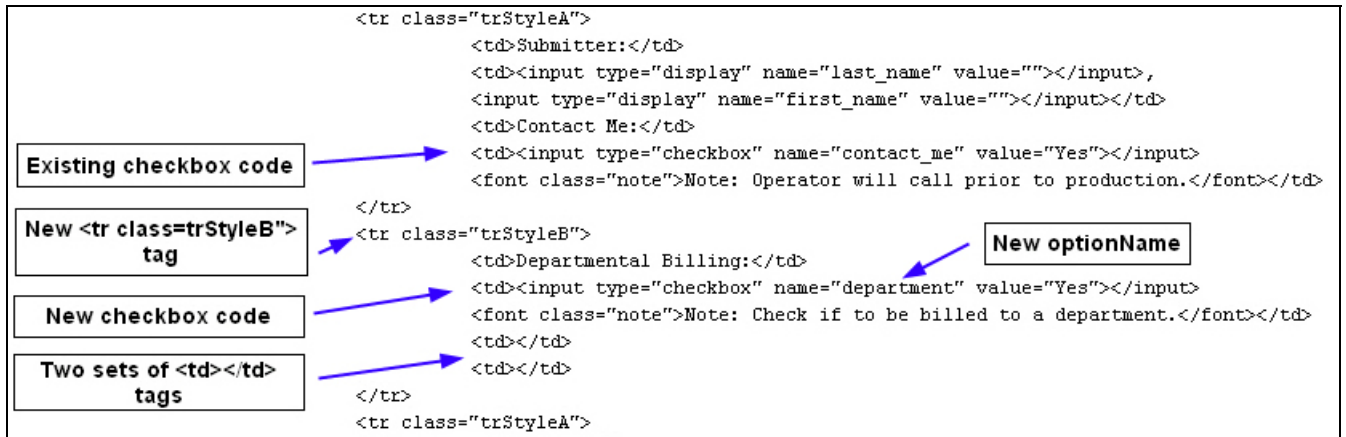 <tr class="trStyleA">
<td>Submitter:</td>
<td><input type="display" name="last_name" value=""></input>,
<input type="display" name="first_name" value=""></input></td>
<td>Contact Me:</td>
Existing checkbox code
<td><input type="checkbox" name="contact_me" value="Yes"></input>
<font class="note">Note: Operator will call prior to production.</font></td>
</tr>
New <tr class=trStyleB">
tag
<tr class="trStyleB">
New optionName
<td>Departmental Billing:</td>
New checkbox code
<td><input type="checkbox" name="department" value="Yes"></input>
<font class="note">Note: Check if to be billed to a department.</font></td>
Two sets of <td></td>
tags
<td></td>
<td></td>
</tr>
<tr class="trStyleA">